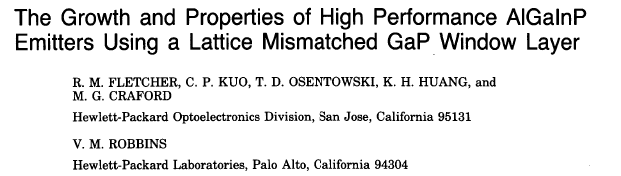 The Growth and Properties of High Performance AlGaInP
Emitters Using a Lattice Mismatched GaP Window Layer
R. M. FLETCHER, C. P. KUO, T. D. OSENTOWSKI, K. H. HUANG, and
M. G. CRAFORD
Hewlett-Packard Optoelectronics Division, San Jose, California 95131
V. M. ROBBINS
Hewlett-Packard Laboratories, Palo Alto, California 94304